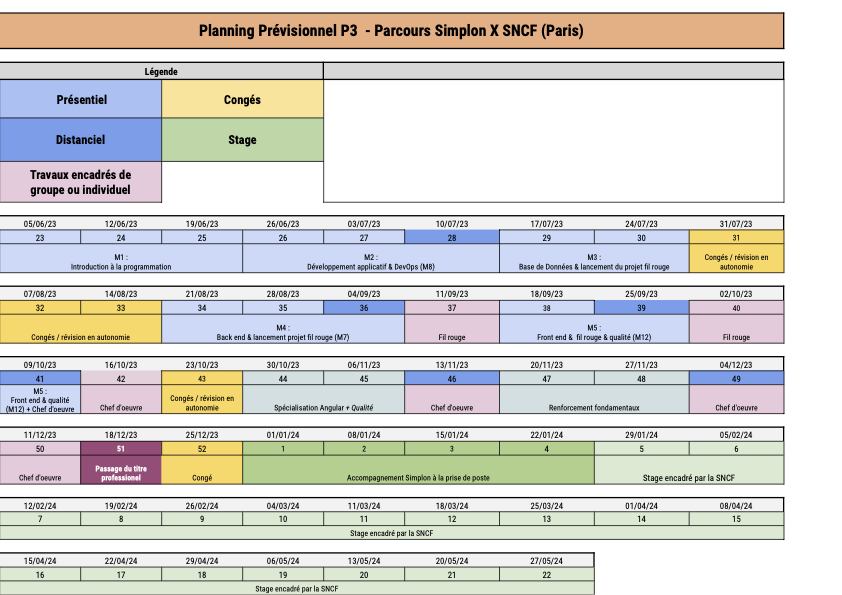 Planning Prévisionnel P3 - Parcours Simplon X SNCF (Paris)
Légende
Présentiel Congés
Distanciel Stage
Travaux encadrés de
groupe ou individuel
05/06/23 12/06/23 19/06/23 26/06/23 03/07/23 10/07/23 17/07/23 24/07/23 31/07/23
23 24 25 26 27 28 29 30 31
M1 : M2 : M3 : Congés / révision en
Introduction à la programmation Développement applicatif & DevOps (M8) Base de Données & lancement du projet fil rouge autonomie
07/08/23 14/08/23 21/08/23 28/08/23 04/09/23 11/09/23 18/09/23 25/09/23 02/10/23
32 33 34 35 36 37 38 39 40
M4 : M5 :
Congés / révision en autonomie Back end & lancement projet fil rouge (M7) Fil rouge Front end & fil rouge & qualité (M12) Fil rouge
09/10/23 16/10/23 23/10/23 30/10/23 06/11/23 13/11/23 20/11/23 27/11/23 04/12/23
41 42 43 44 45 46 47 48 49
M5 :
Front end & qualité Congés / révision en
(M12) + Chef d'oeuvre Chef d'oeuvre autonomie Spécialisation Angular + Qualité Chef d'oeuvre Renforcement fondamentaux Chef d'oeuvre
11/12/23 18/12/23 25/12/23 01/01/24 08/01/24 15/01/24 22/01/24 29/01/24 05/02/24
50 51 52 1 2 3 4 5 6
Passage du titre
Chef d'oeuvre professionel Congé Accompagnement Simplon à la prise de poste Stage encadré par la SNCF
12/02/24 19/02/24 26/02/24 04/03/24 11/03/24 18/03/24 25/03/24 01/04/24 08/04/24
7 8 9 10 11 12 13 14 15
Stage encadré par la SNCF
15/04/24 22/04/24 29/04/24 06/05/24 13/05/24 20/05/24 27/05/24
16 17 18 19 20 21 22
Stage encadré par la SNCF